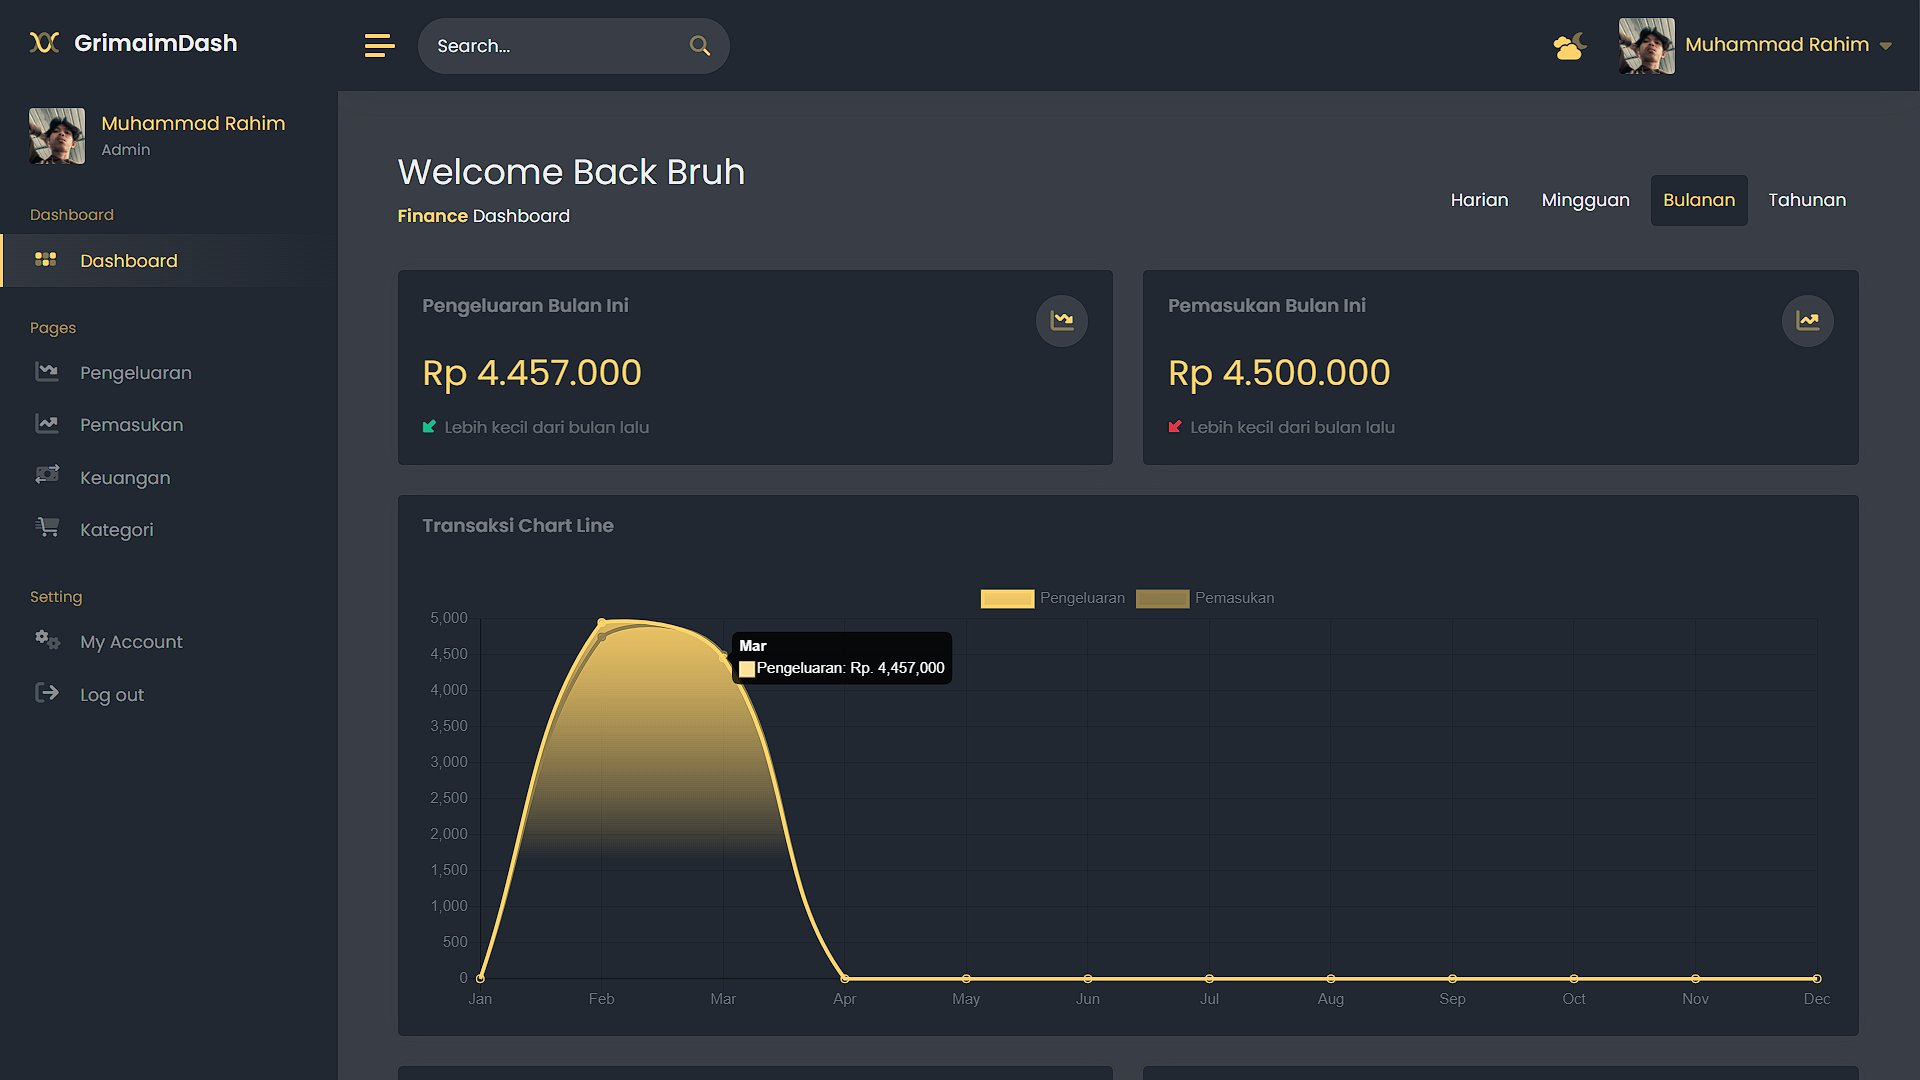 GrimaimDash
Search...
Muhammad Rahim
Muhammad Rahim
Admin
Dashboard
Dashboard
Pages
Pengeluaran
Pemasukan
Keuangan
Kategori
Setting
My Account
Log out
Welcome Back Bruh
Finance Dashboard
Harian Mingguan Bulanan Tahunan
Pengeluaran Bulan Ini
Rp 4.457.000
Lebih kecil dari bulan lalu
Pemasukan Bulan Ini
Rp 4.500.000
Lebih kecil dari bulan lalu
Transaksi Chart Line
Pengeluaran Pemasukan
5,000
4,500
4,000
3,500
3,000
2,500
2,000
1,500
1,000
500
0
Mar
Pengeluaran: Rp. 4,457,000
Jan Feb Mar Apr May Jun Jul Aug Sep Oct Nov Dec